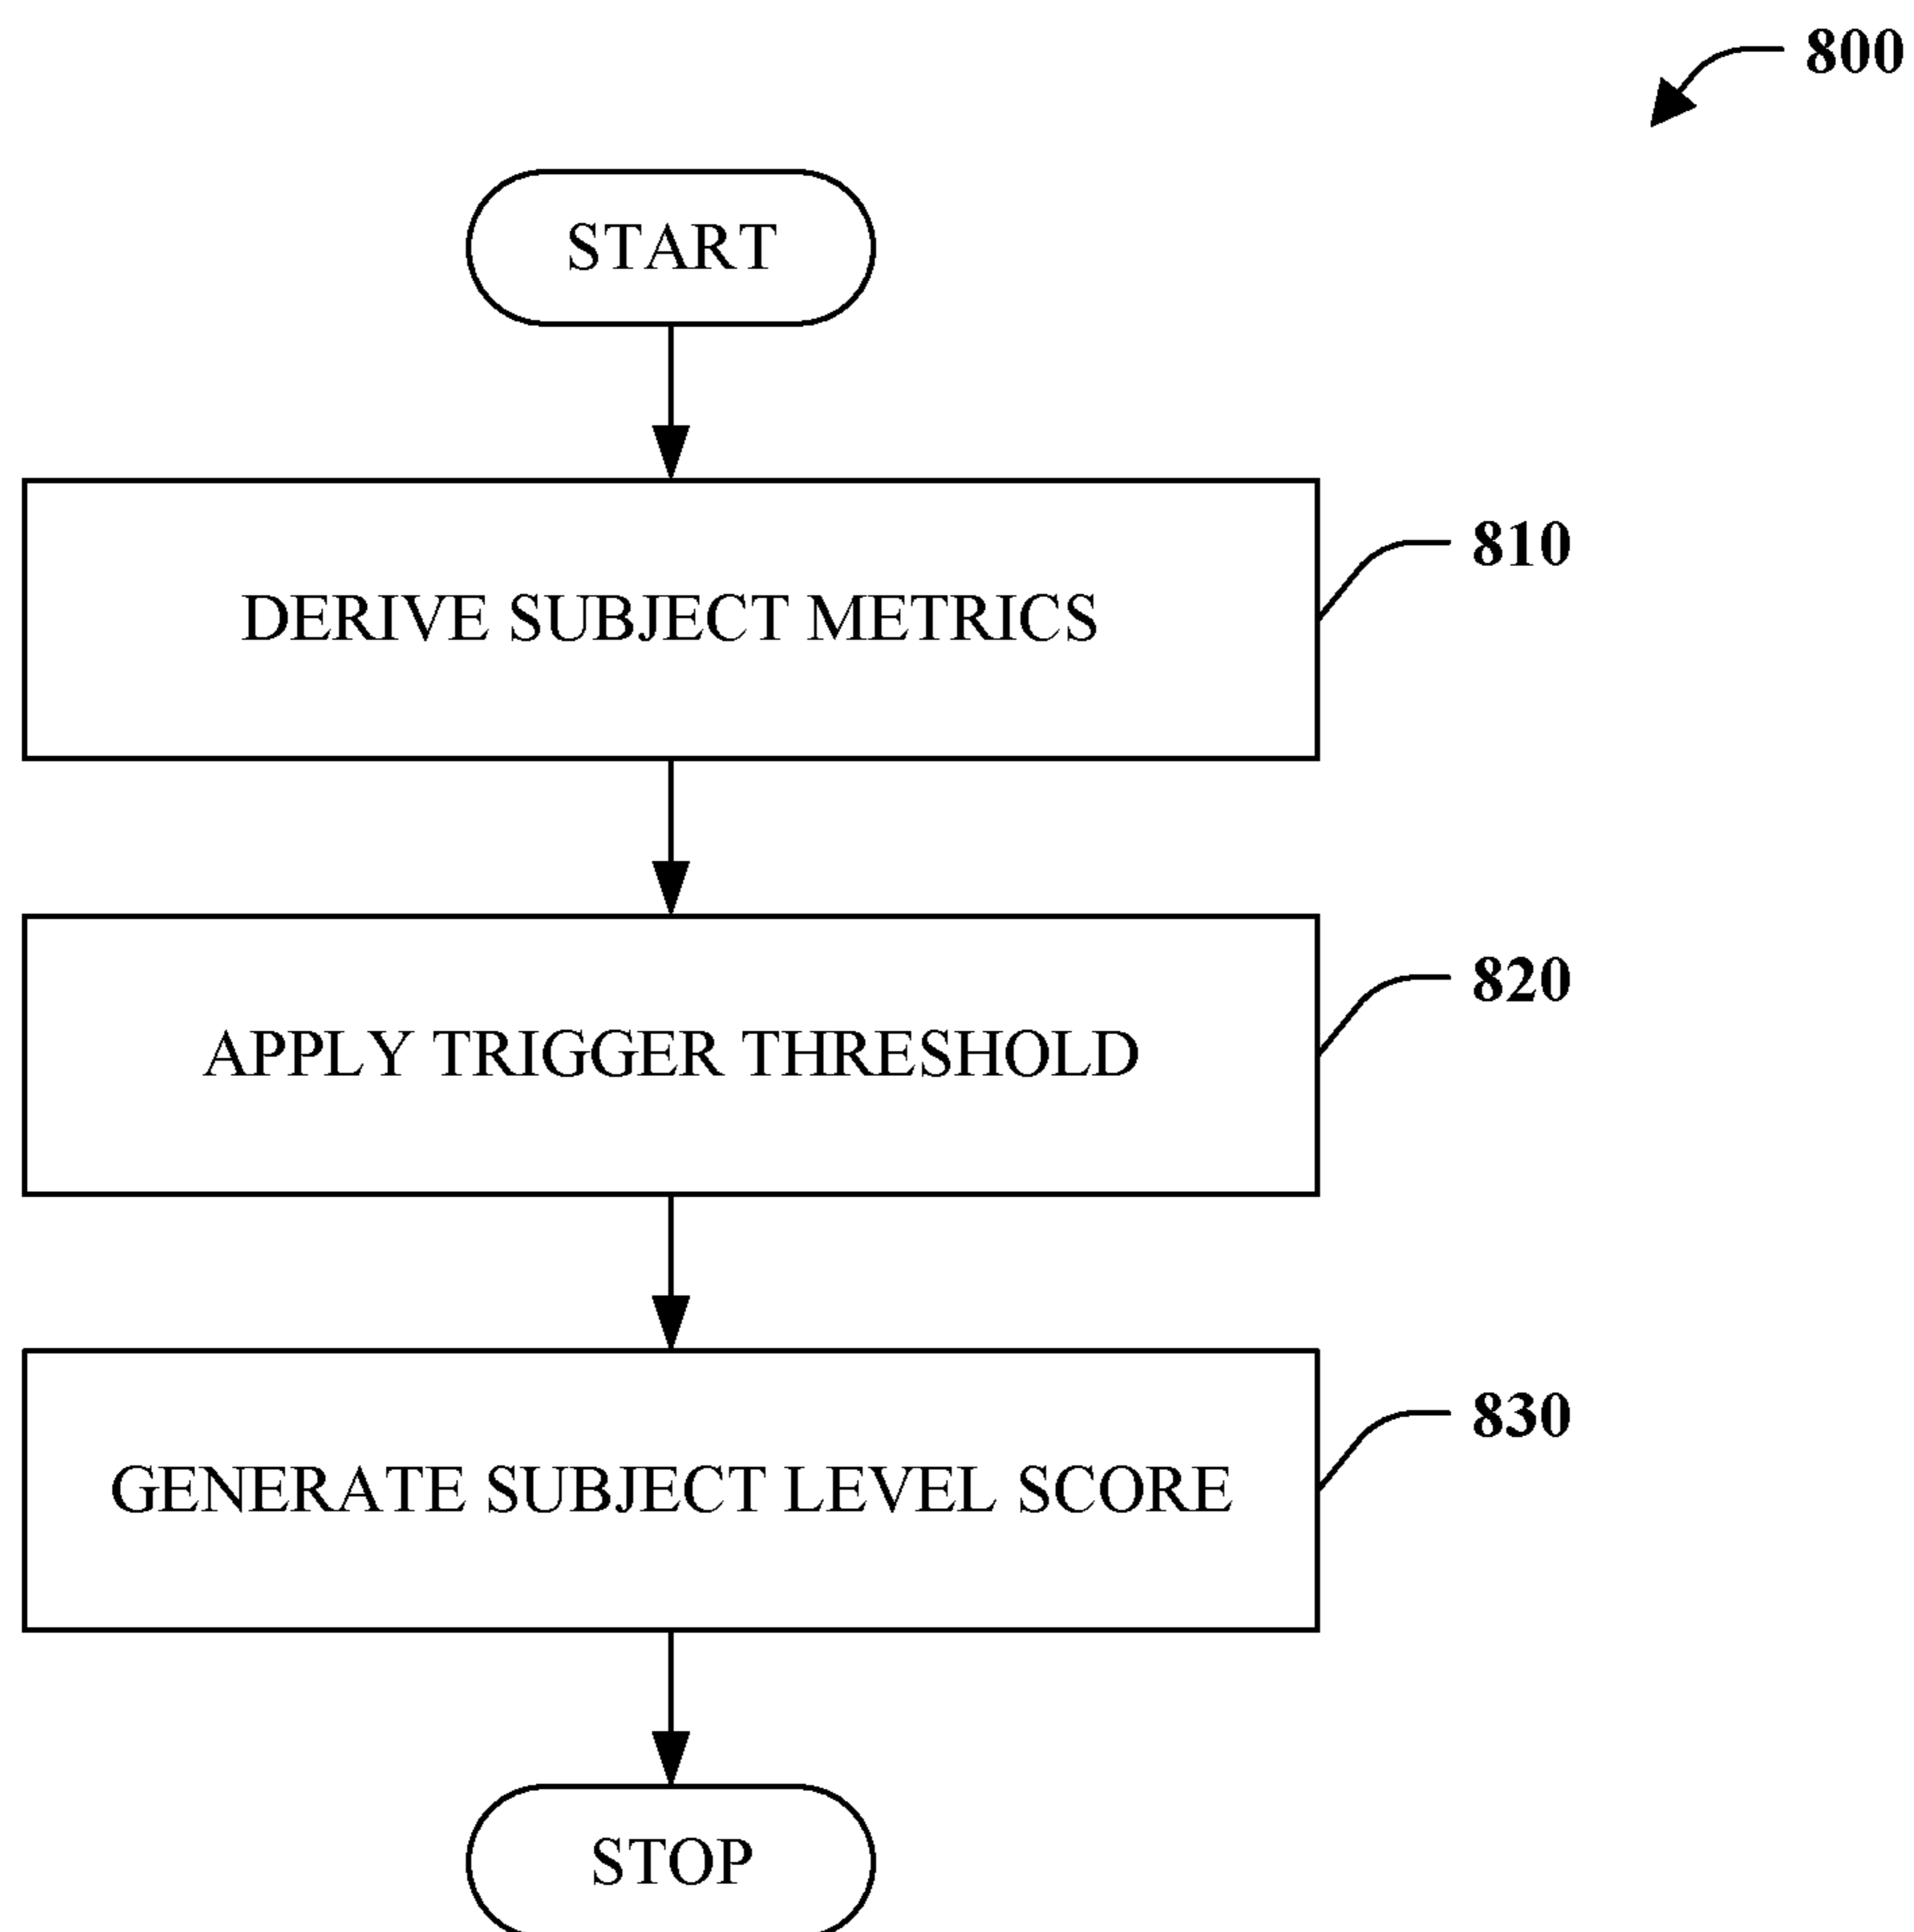 800
START
DERIVE SUBJECT METRICS
810
APPLY TRIGGER THRESHOLD
820
GENERATE SUBJECT LEVEL SCORE
830
STOP